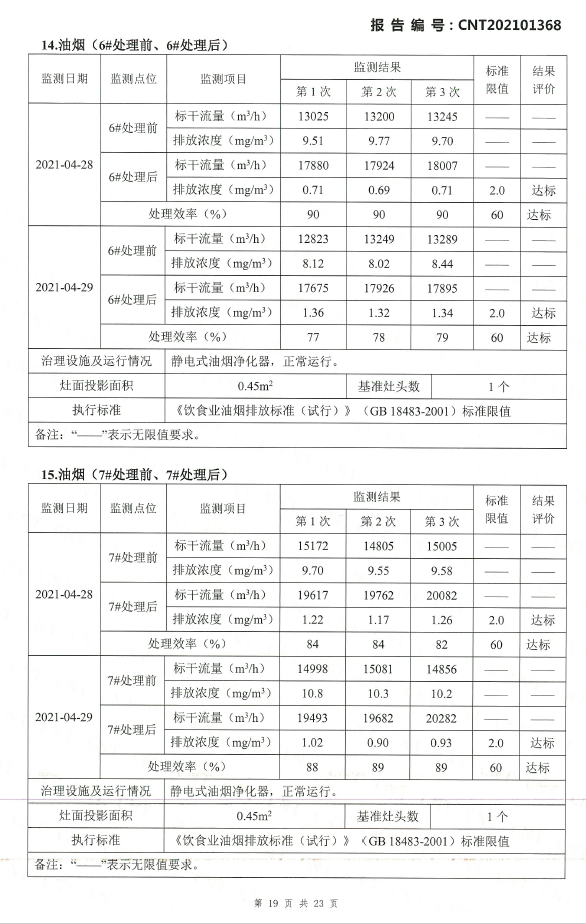 报告编号:CNT202101368
14.油烟（6#处理前、6#处理后）
监测日期 监测点位 监测项目 监测结果 标准限值 结果评价
第1次 第2次 第3次
2021-04-28 6#处理前 标干流量（m³/h） 13025 13200 13245 —— ——
排放浓度（mg/m³） 9.51 9.77 9.70 —— ——
6#处理后 标干流量（m³/h） 17880 17924 18007 —— ——
排放浓度（mg/m³） 0.71 0.69 0.71 2.0 达标
处理效率（%） 90 90 90 60 达标
2021-04-29 6#处理前 标干流量（m³/h） 12823 13249 13289 —— ——
排放浓度（mg/m³） 8.12 8.02 8.44 —— ——
6#处理后 标干流量（m³/h） 17675 17926 17895 —— ——
排放浓度（mg/m³） 1.36 1.32 1.34 2.0 达标
处理效率（%） 77 78 79 60 达标
治理设施及运行情况 静电式油烟净化器，正常运行。
灶面投影面积 0.45m² 基准灶头数 1个
执行标准 《饮食业油烟排放标准（试行）》（GB 18483-2001）标准限值
备注：“——”表示无限值要求。
15.油烟（7#处理前、7#处理后）
监测日期 监测点位 监测项目 监测结果 标准限值 结果评价
第1次 第2次 第3次
2021-04-28 7#处理前 标干流量（m³/h） 15172 14805 15005 —— ——
排放浓度（mg/m³） 9.70 9.55 9.58 —— ——
7#处理后 标干流量（m³/h） 19617 19762 20082 —— ——
排放浓度（mg/m³） 1.22 1.17 1.26 2.0 达标
处理效率（%） 84 84 82 60 达标
2021-04-29 7#处理前 标干流量（m³/h） 14998 15081 14856 —— ——
排放浓度（mg/m³） 10.8 10.3 10.2 —— ——
7#处理后 标干流量（m³/h） 19493 19682 20282 —— ——
排放浓度（mg/m³） 1.02 0.90 0.93 2.0 达标
处理效率（%） 88 89 89 60 达标
治理设施及运行情况 静电式油烟净化器，正常运行。
灶面投影面积 0.45m² 基准灶头数 1个
执行标准 《饮食业油烟排放标准（试行）》（GB 18483-2001）标准限值
备注：“——”表示无限值要求。
第 19 页 共 23 页